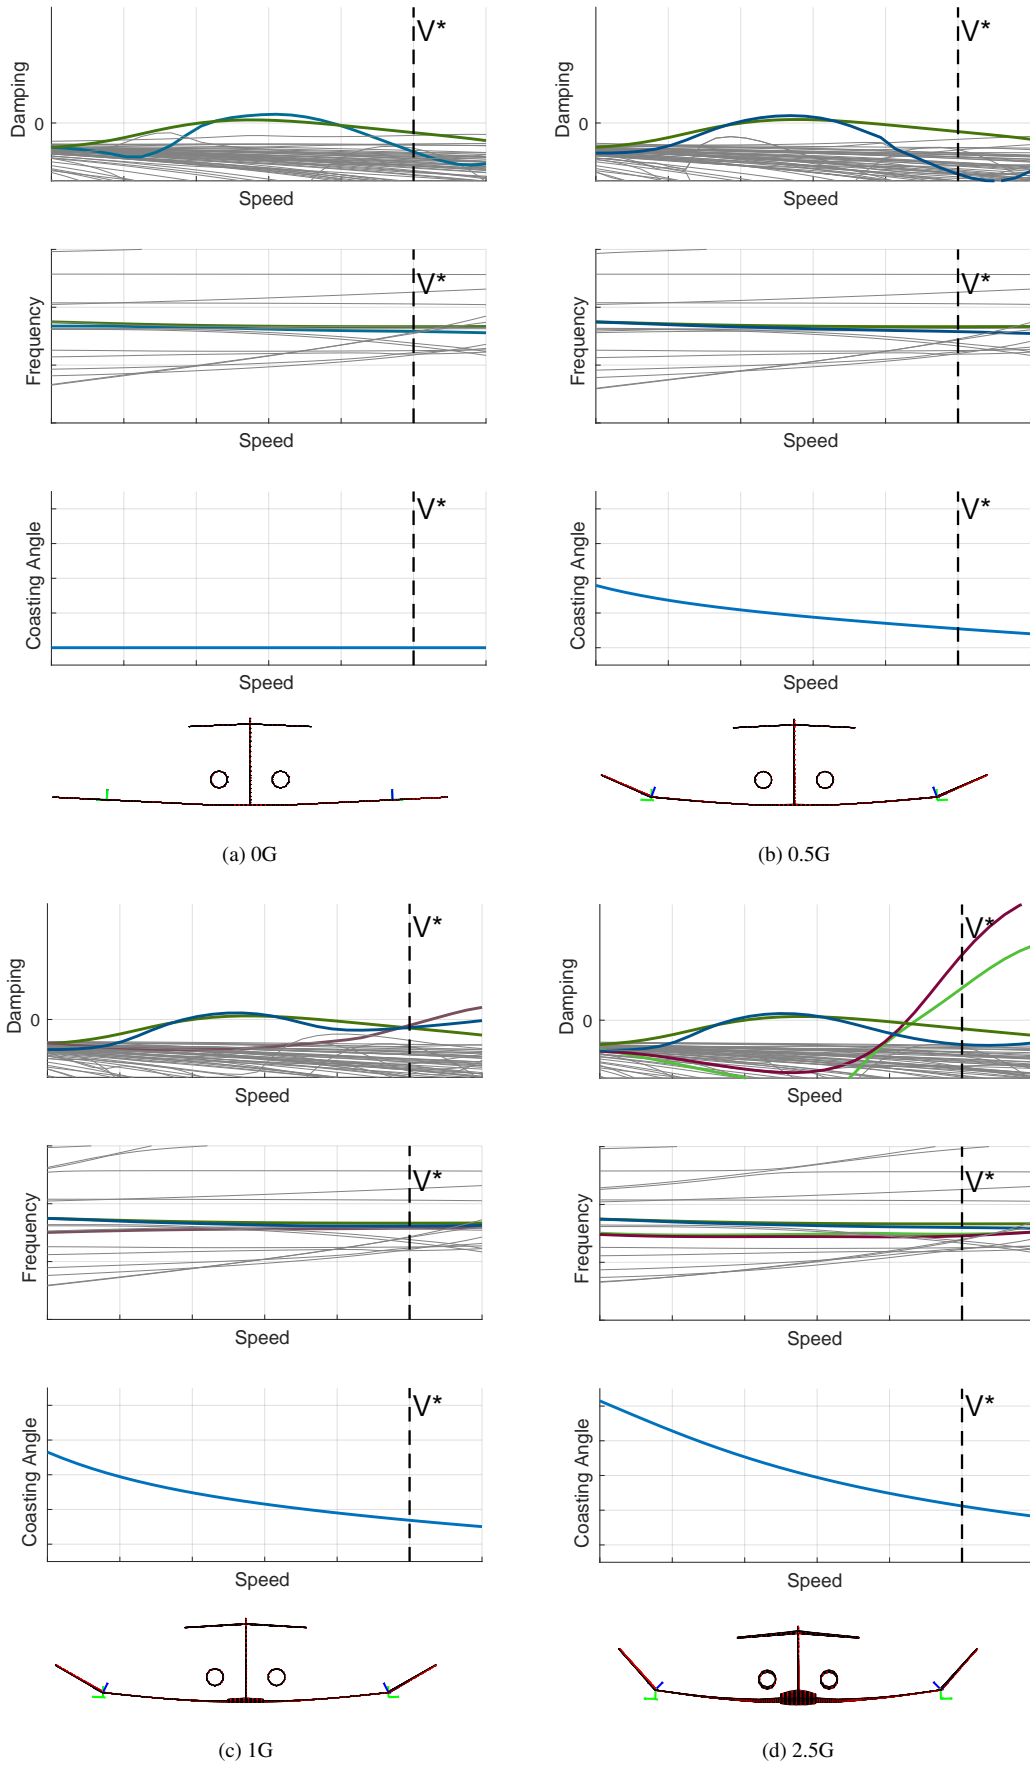 V*
Damping
0
Speed
V*
Frequency
Speed
V*
Coasting Angle
Speed
(a) 0G
V*
Damping
0
Speed
V*
Frequency
Speed
V*
Coasting Angle
Speed
(b) 0.5G
V*
Damping
0
Speed
V*
Frequency
Speed
V*
Coasting Angle
Speed
(c) 1G
V*
Damping
0
Speed
V*
Frequency
Speed
V*
Coasting Angle
Speed
(d) 2.5G